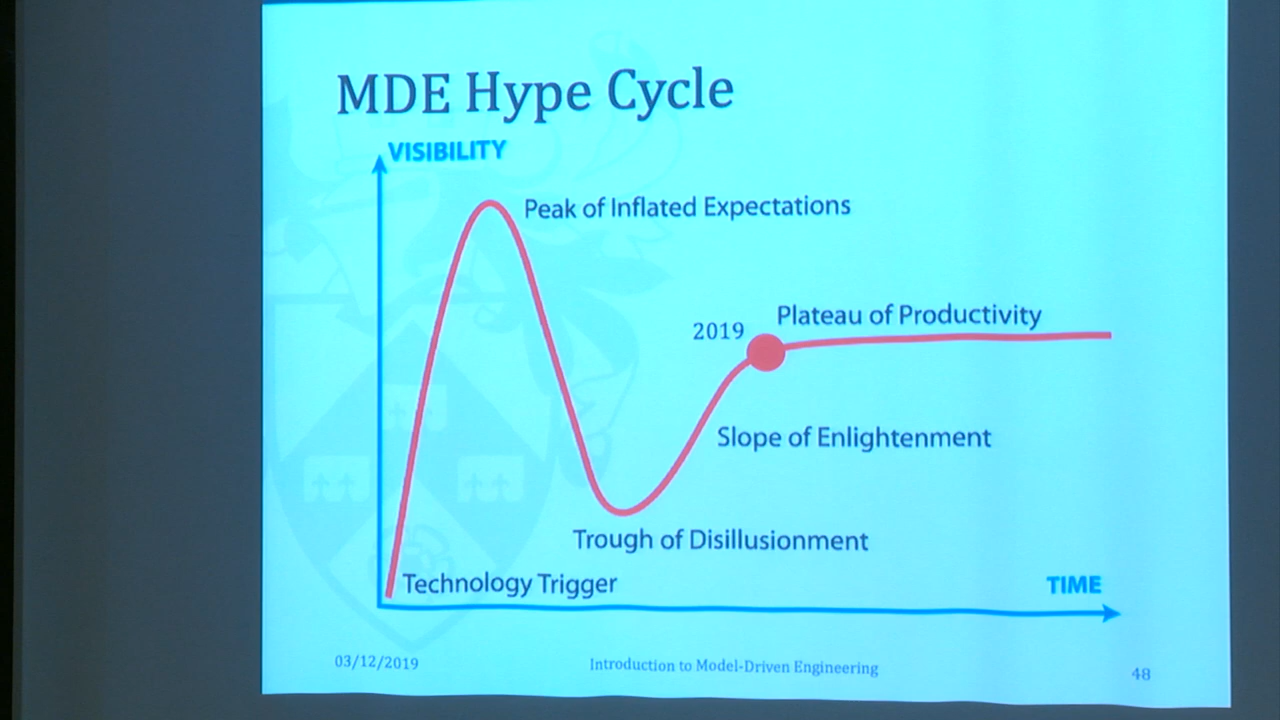 MDE Hype Cycle
VISIBILITY
Peak of Inflated Expectations
Plateau of Productivity
2019
Slope of Enlightenment
Trough of Disillusionment
Technology Trigger
TIME
03/12/2019
Introduction to Model-Driven Engineering
48